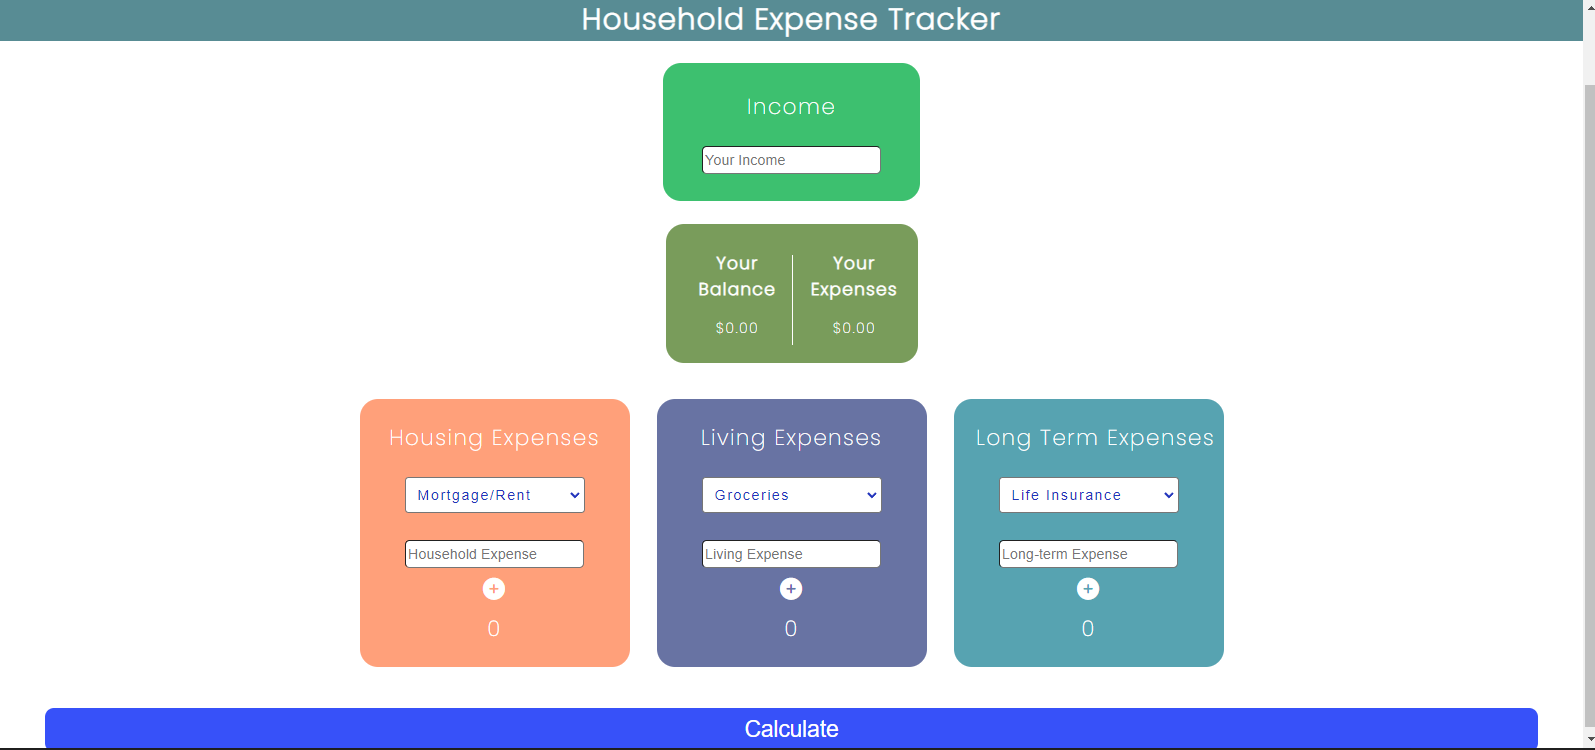 Household Expense Tracker
Income
Your Income
Your Your
Balance Expenses
$0.00 $0.00
Housing Expenses Living Expenses Long Term Expenses
Mortgage/Rent Groceries Life Insurance
Household Expense Living Expense Long-term Expense
+ + +
0 0 0
Calculate